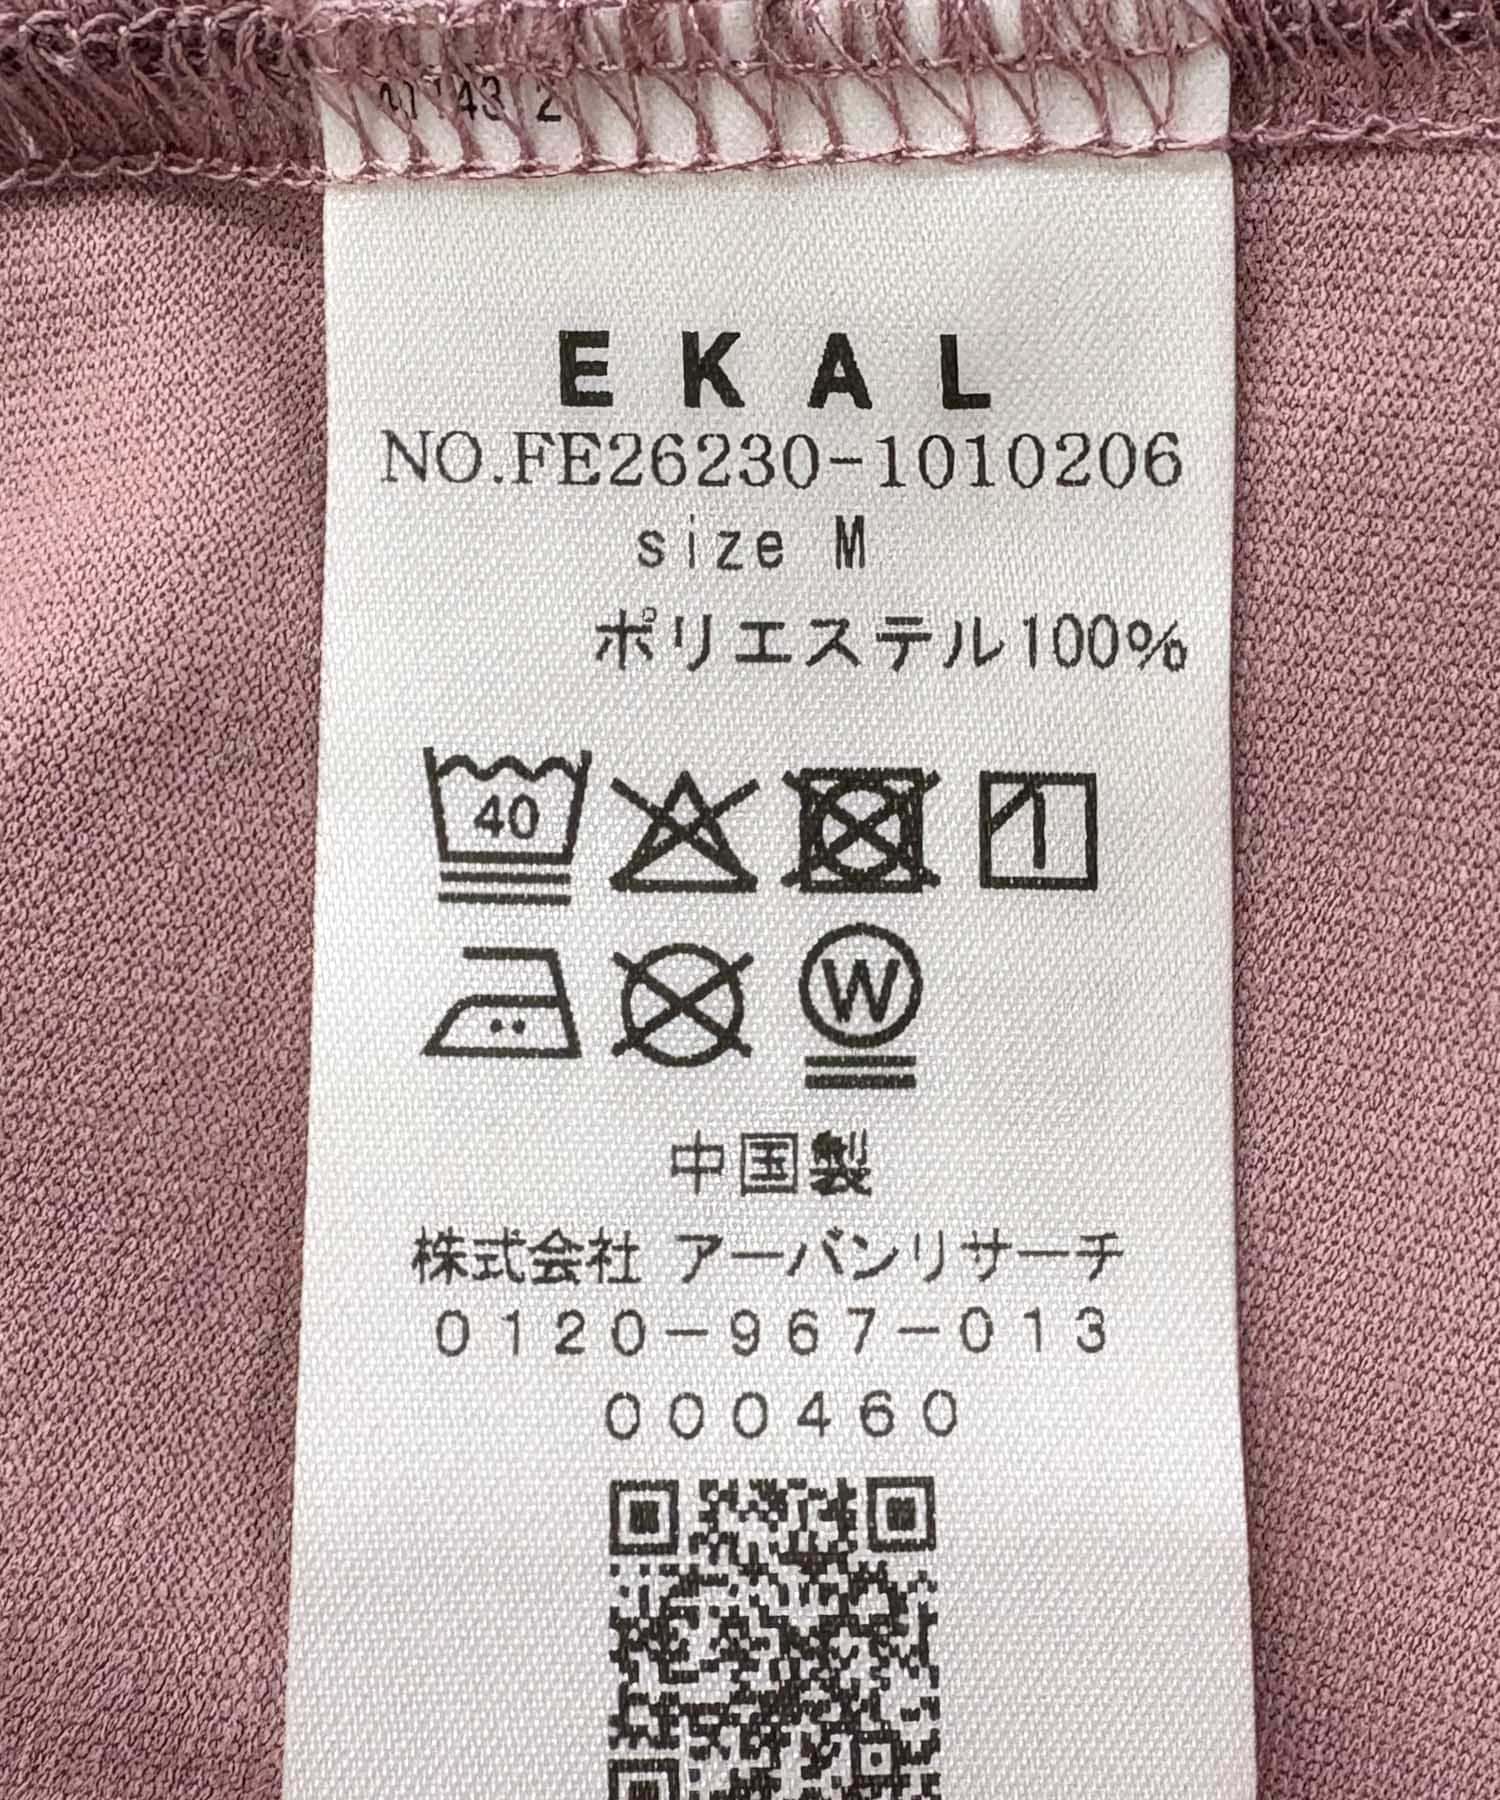 EKAL
NO.FE26230-1010206
size M
ポリエステル100%
40
W
中国製
株式会社 アーバンリサーチ
0120-967-013
000460